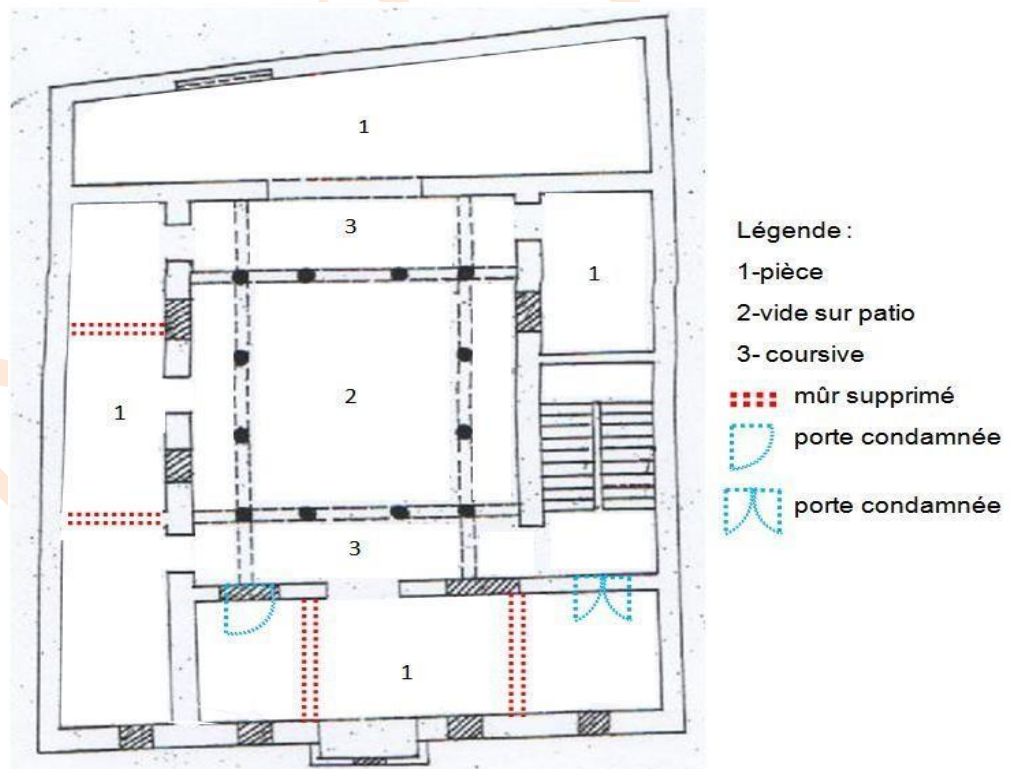 1
3
1
Légende :
1-pièce
2-vide sur patio
3- coursive
mûr supprimé
porte condamnée
porte condamnée
2
1
3
1